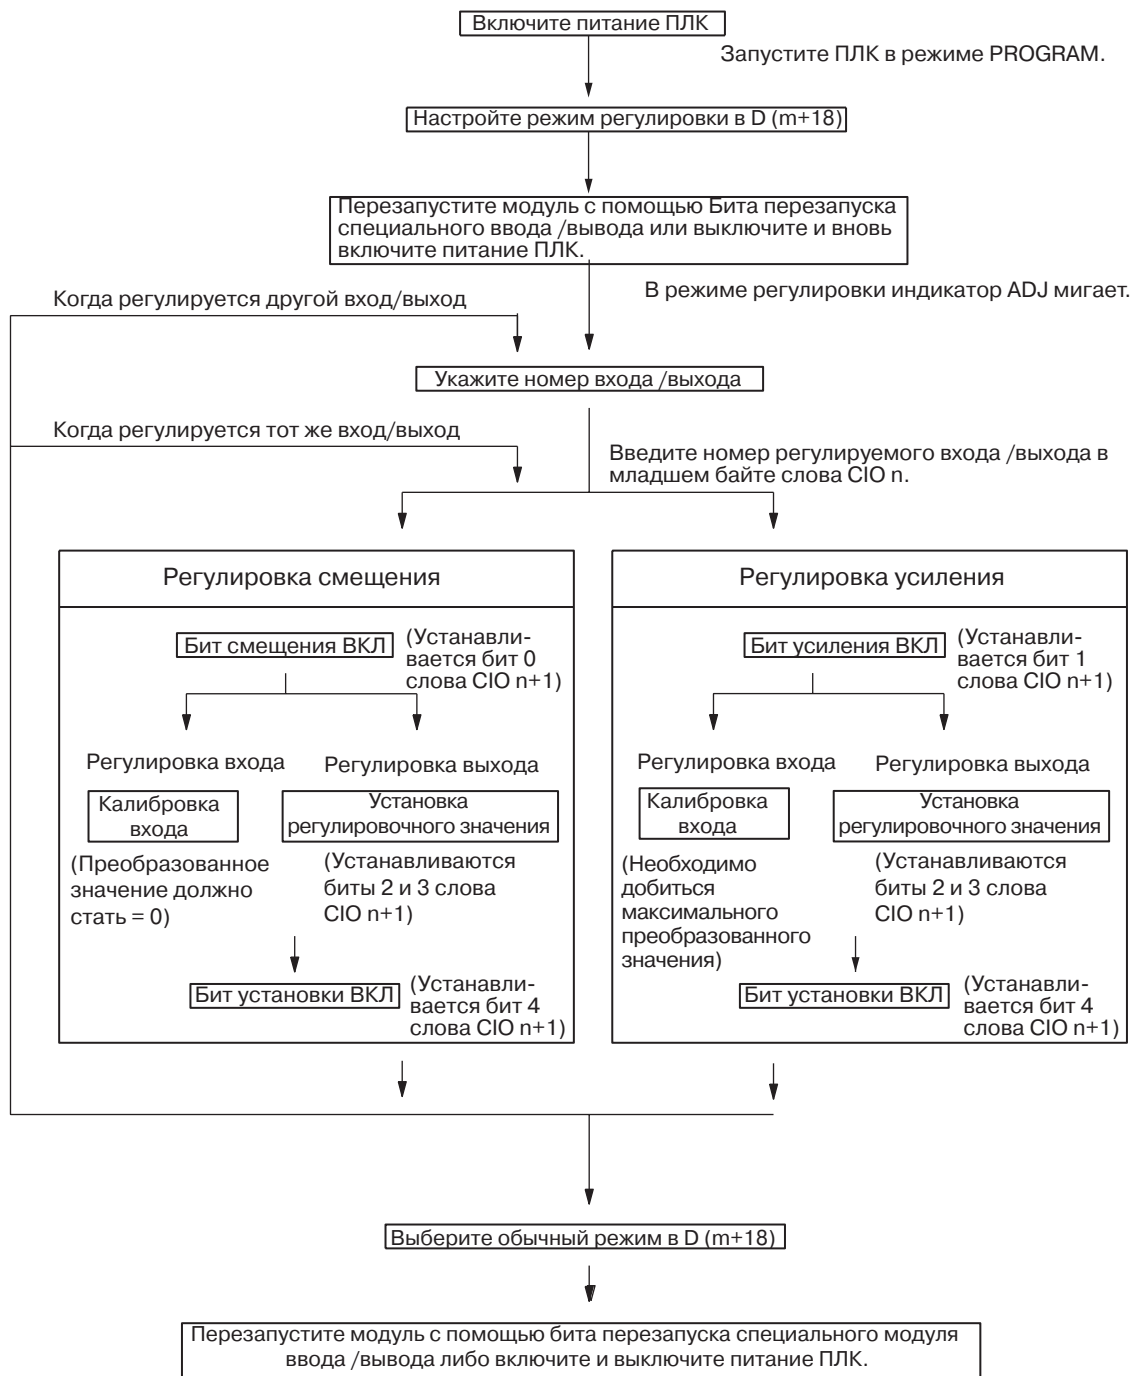 Включите питание ПЛК
Запустите ПЛК в режиме PROGRAM.
Настройте режим регулировки в D (m+18)
Перезапустите модуль с помощью Бита перезапуска
специального ввода /вывода или выключите и вновь
включите питание ПЛК.
Когда регулируется другой вход/выход
В режиме регулировки индикатор ADJ мигает.
Укажите номер входа /выхода
Когда регулируется тот же вход/выход
Введите номер регулируемого входа /выхода в
младшем байте слова CIO n.
Регулировка смещения
Бит смещения ВКЛ
(Устанавли-
вается бит 0
слова CIO n+1)
Регулировка входа
Регулировка выхода
Калибровка
входа
Установка
регулировочного значения
(Преобразованное
значение должно
стать = 0)
(Устанавливаются
биты 2 и 3 слова
CIO n+1)
Бит установки ВКЛ
(Устанавли-
вается бит 4
слова CIO n+1)
Регулировка усиления
Бит усиления ВКЛ
(Устанавли-
вается бит 1
слова CIO n+1)
Регулировка входа
Регулировка выхода
Калибровка
входа
Установка
регулировочного значения
(Необходимо
добиться
максимального
преобразованного
значения)
(Устанавливаются
биты 2 и 3 слова
CIO n+1)
Бит установки ВКЛ
(Устанавли-
вается бит 4
слова CIO n+1)
Выберите обычный режим в D (m+18)
Перезапустите модуль с помощью бита перезапуска специального модуля
ввода /вывода либо включите и выключите питание ПЛК.